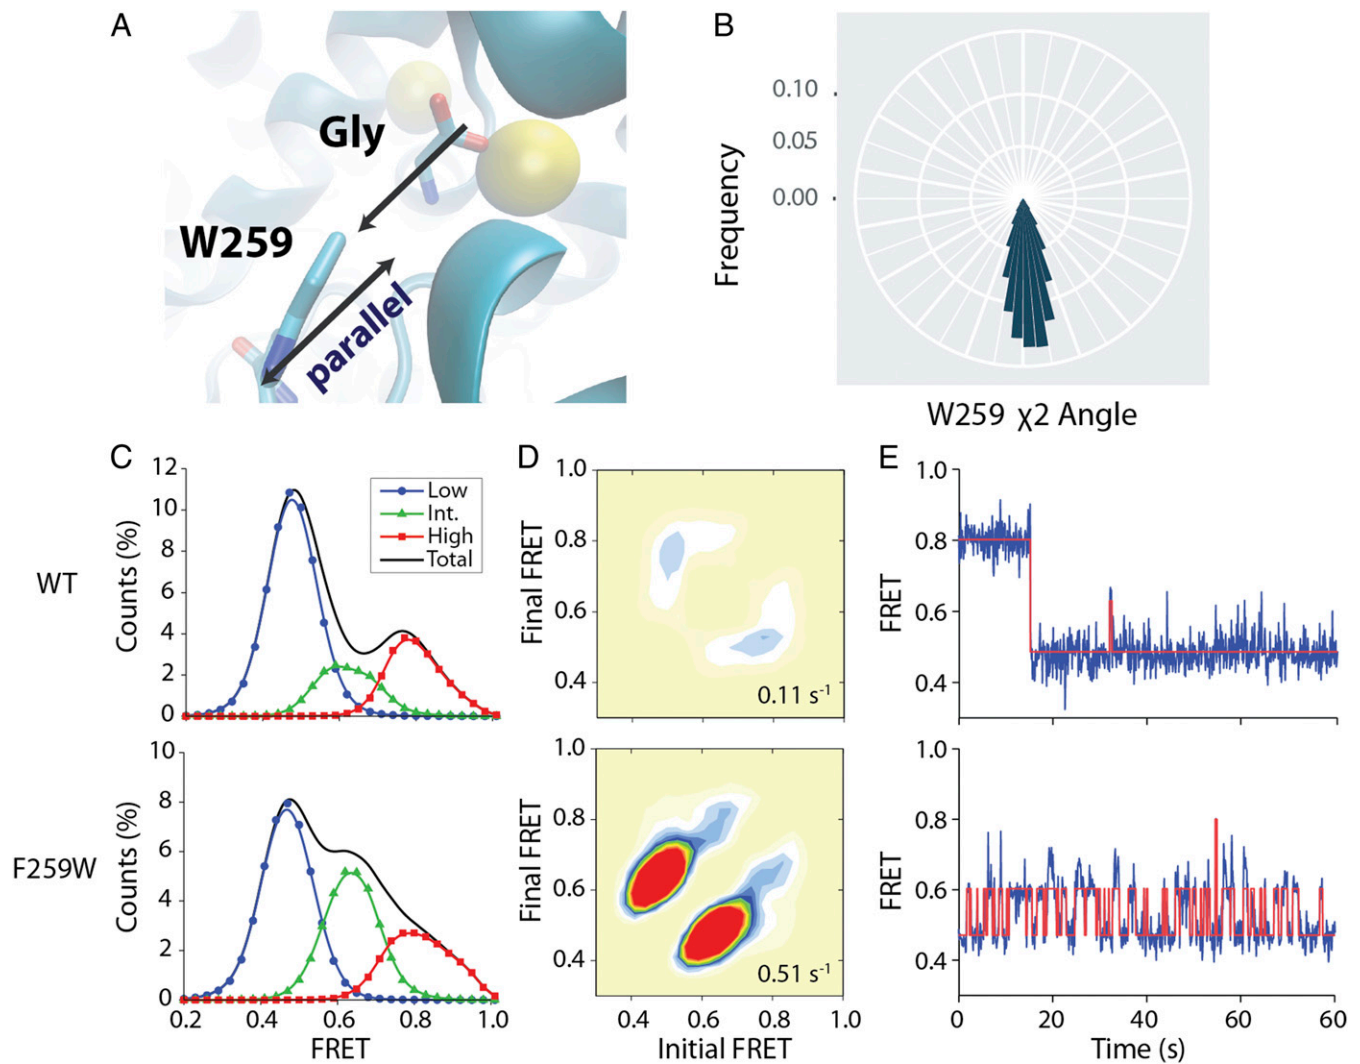 A
Gly
W259
parallel
B
0.10
0.05
0.00
Frequency
W259 χ2 Angle
C
WT
12
10
8
6
4
2
0
Counts (%)
Low
Int.
High
Total
D
1.0
0.8
0.6
0.4
Final FRET
0.11 s⁻¹
E
1.0
0.8
0.6
0.4
FRET
0 20 40 60
F259W
10
8
6
4
2
0
Counts (%)
0.2 0.4 0.6 0.8 1.0
FRET
1.0
0.8
0.6
0.4
Final FRET
0.51 s⁻¹
0.4 0.6 0.8 1.0
Initial FRET
1.0
0.8
0.6
0.4
FRET
0 20 40 60
Time (s)